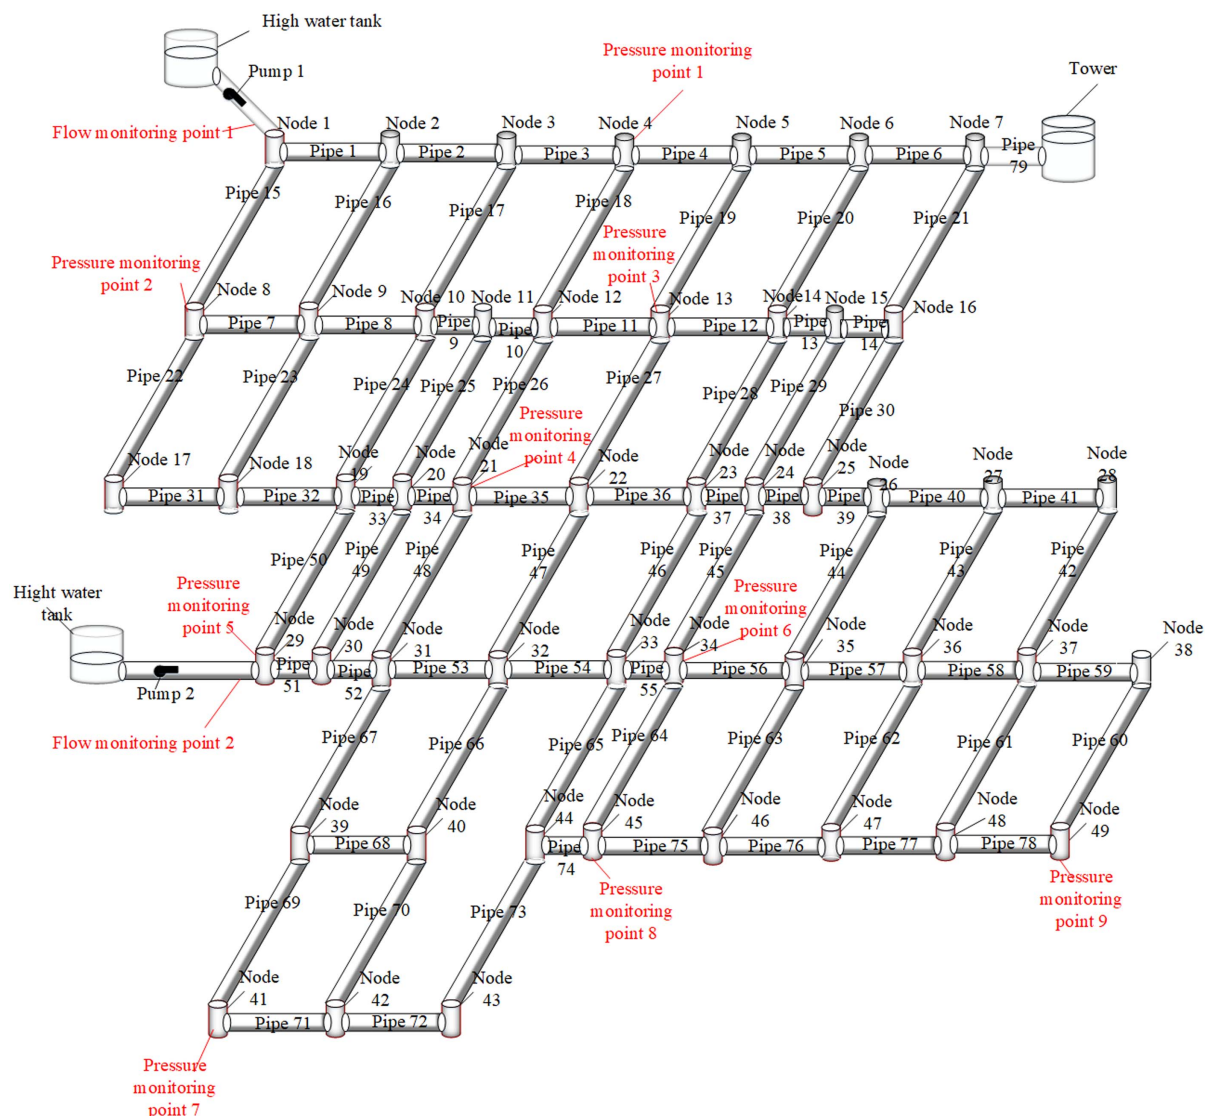 High water tank
Pressure monitoring
point 1
Tower
Pump 1
Flow monitoring point 1
Node 1
Node 2
Node 3
Node 4
Node 5
Node 6
Node 7
Pipe 1
Pipe 2
Pipe 3
Pipe 4
Pipe 5
Pipe 6
Pipe
79
Pipe 15
Pipe 16
Pipe 17
Pipe 18
Pipe 19
Pipe 20
Pipe 21
Pressure monitoring
point 2
Pressure
monitoring
point 3
Node 8
Node 9
Node 10
Node 11
Node 12
Node 13
Node14
Node 15
Node 16
Pipe 7
Pipe 8
Pipe
9
Pipe
10
Pipe 11
Pipe 12
Pipe
13
Pipe
14
Pipe 22
Pipe 23
Pipe 24
Pipe 25
Pipe 26
Pipe 27
Pipe 28
Pipe 29
Pipe 30
Pressure
monitoring
point 4
Node 17
Node 18
Node
19
Node
20
Node
21
Node
22
Node
23
Node
24
Node
25
Node
26
Node
27
Node
28
Pipe 31
Pipe 32
Pipe
33
Pipe
34
Pipe 35
Pipe 36
Pipe
37
Pipe
38
Pipe
39
Pipe 40
Pipe 41
Pipe 50
Pipe
49
Pipe
48
Pipe
47
Pipe
46
Pipe
45
Pipe
44
Pipe
43
Pipe
42
Hight water
tank
Pressure
monitoring
point 5
Pressure
monitoring
point 6
Node
29
Node
30
Node
31
Node
32
Node
33
Node
34
Node
35
Node
36
Node
37
Node
38
Pump 2
Pipe
51
Pipe
52
Pipe 53
Pipe 54
Pipe
55
Pipe 56
Pipe 57
Pipe 58
Pipe 59
Flow monitoring point 2
Pipe 67
Pipe 66
Pipe 65
Pipe 64
Pipe 63
Pipe 62
Pipe 61
Pipe 60
Node
39
Node
40
Node
44
Node
45
Node
46
Node
47
Node
48
Node
49
Pipe 68
Pipe
74
Pipe 75
Pipe 76
Pipe 77
Pipe 78
Pressure
monitoring
point 8
Pressure
monitoring
point 9
Pipe 69
Pipe 70
Pipe 73
Node
41
Node
42
Node
43
Pipe 71
Pipe 72
Pressure
monitoring
point 7